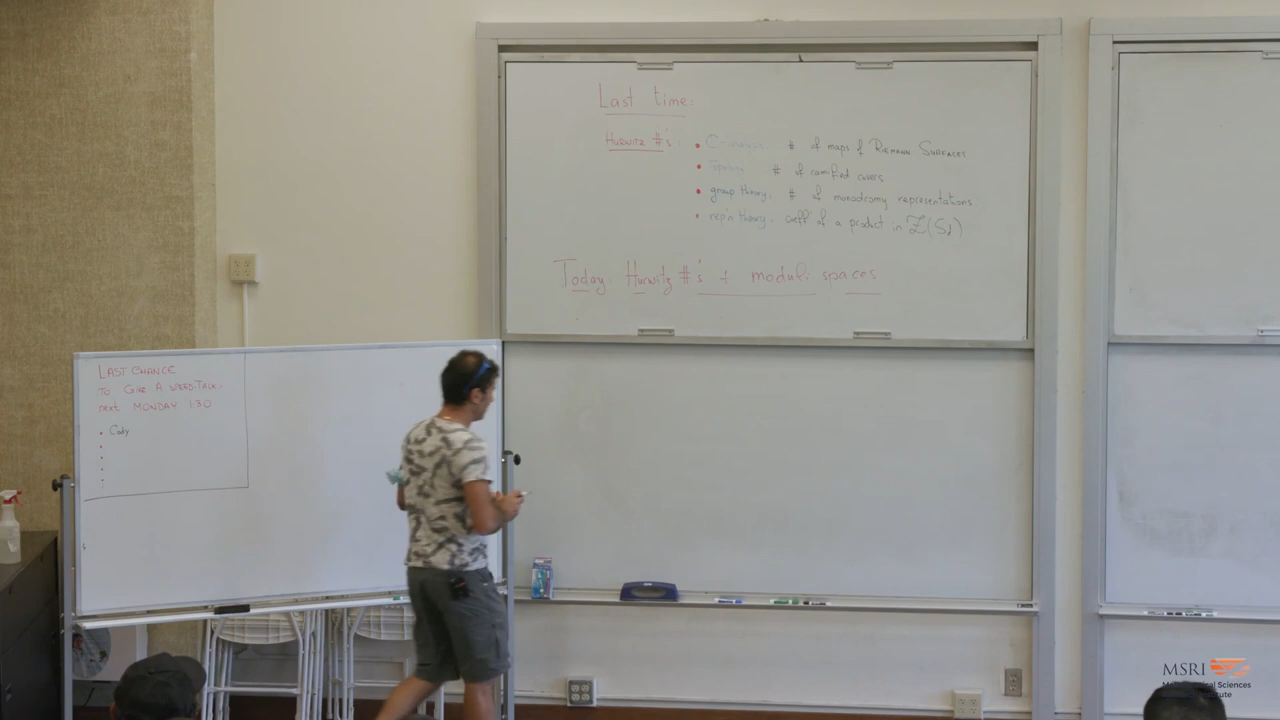 Last time:
HURWITZ #'s
• C-analysis. # of maps of RIEMANN SURFACES
• # of ramified covers
• group theory. # of monodromy representations
• rep'n theory. coeff of a product in Z(Sd)
Today Hurwitz #'s + moduli spaces
LAST CHANCE
TO GIVE A SPEED-TALK.
next MONDAY 1:30
• Cody
MSRI